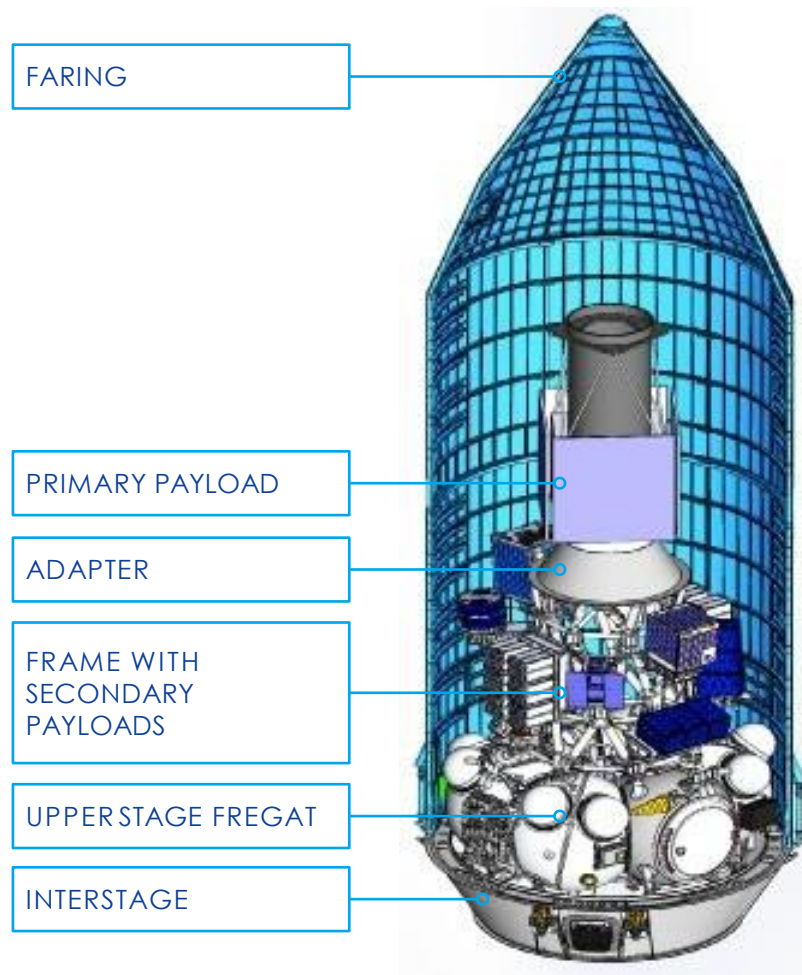 FARING
PRIMARY PAYLOAD
ADAPTER
FRAME WITH
SECONDARY
PAYLOADS
UPPER STAGE FREGAT
INTERSTAGE